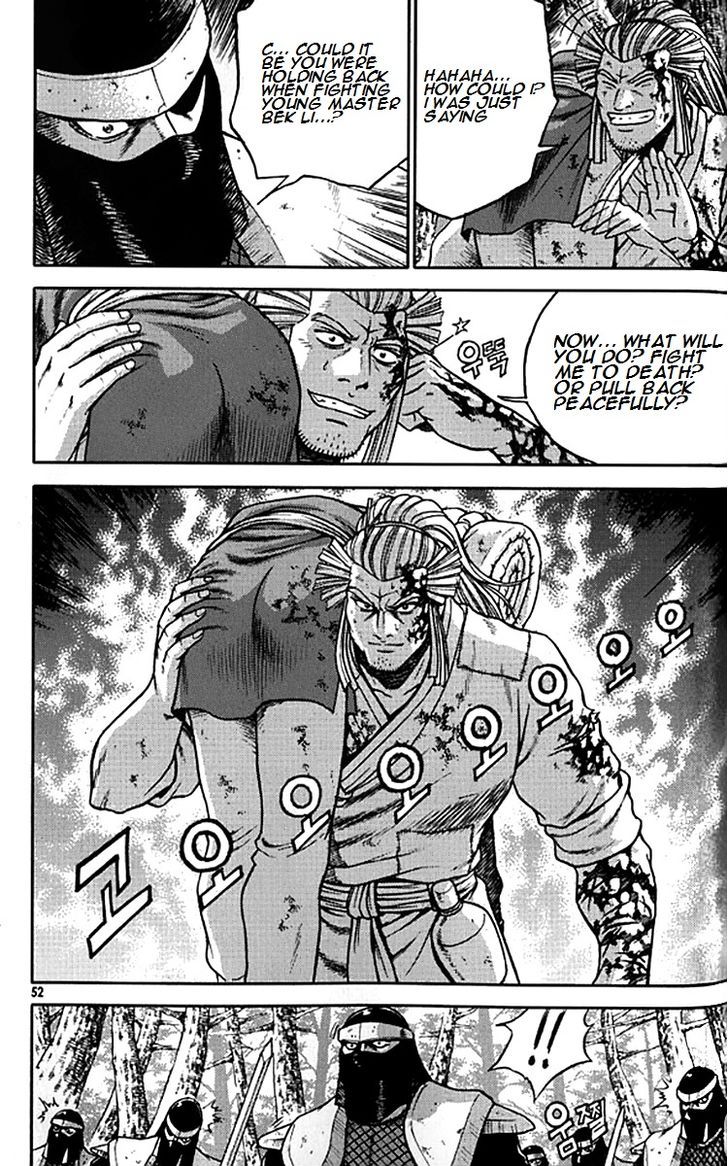 C... COULD IT
BE YOU WERE
HOLDING BACK
WHEN FIGHTING
YOUNG MASTER
BEK LI...?
HAHAHA...
HOW COULD I?
I WAS JUST
SAYING
우뚝
NOW... WHAT WILL
YOU DO? FIGHT
ME TO DEATH?
OR PULL BACK
PEACEFULLY?
고오오오오오오오
52
!!
움찔